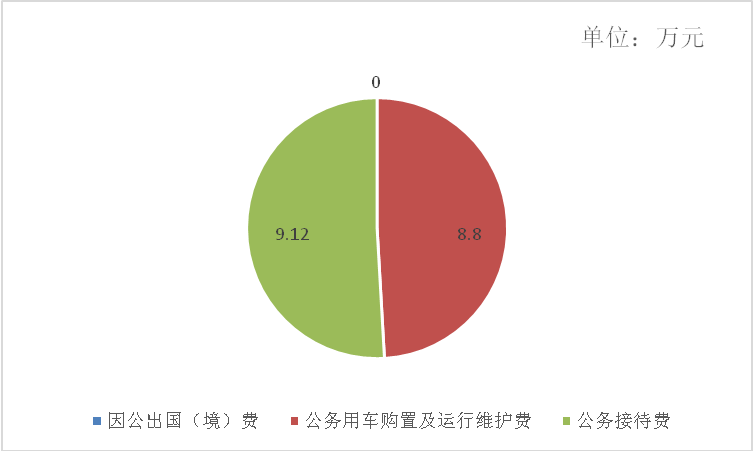 单位：万元
0
9.12
8.8
因公出国（境）费
公务用车购置及运行维护费
公务接待费